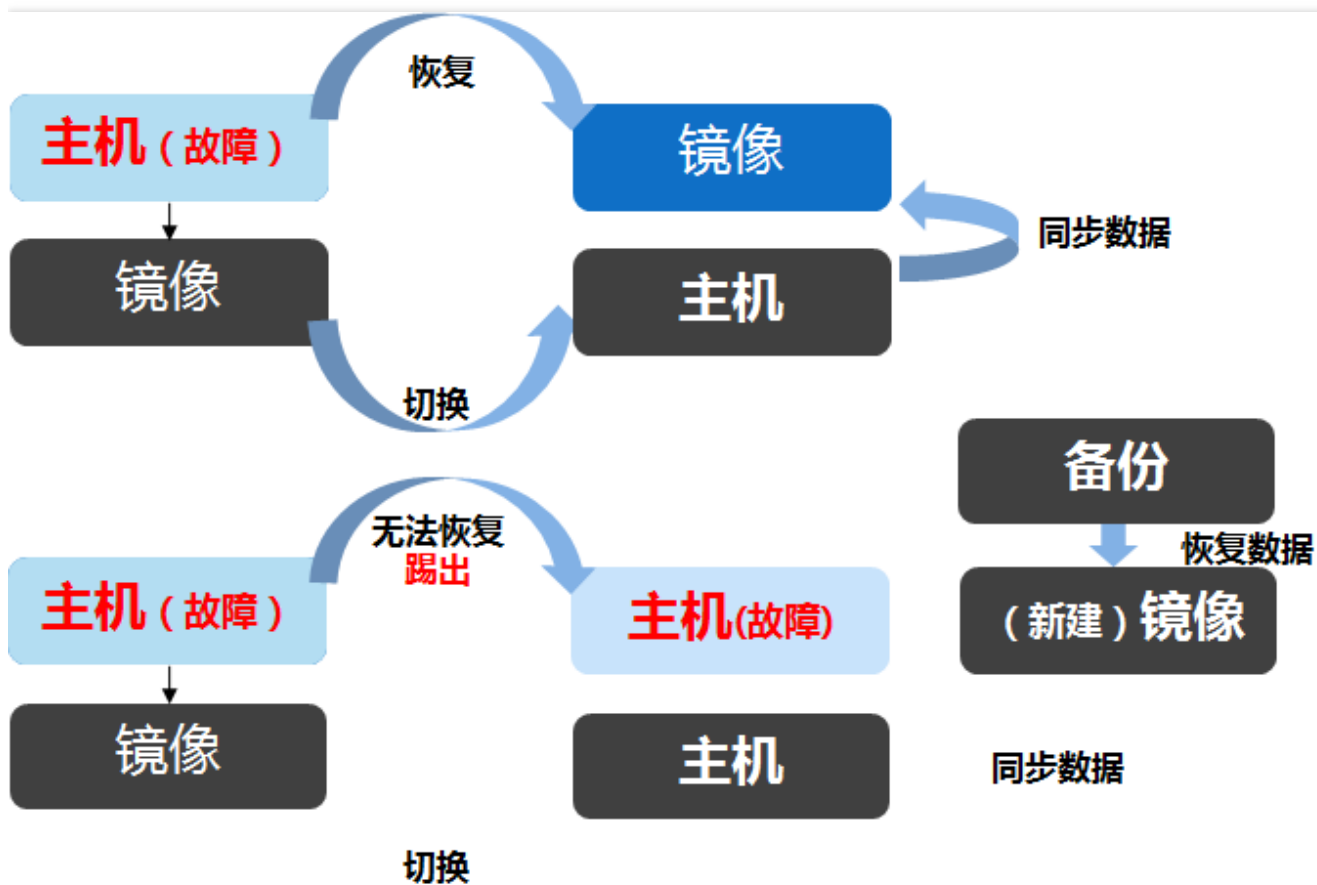 恢复
主机（故障）
镜像
镜像
同步数据
主机
切换
备份
无法恢复
踢出
恢复数据
主机（故障）
主机(故障)
（新建）镜像
镜像
主机
同步数据
切换